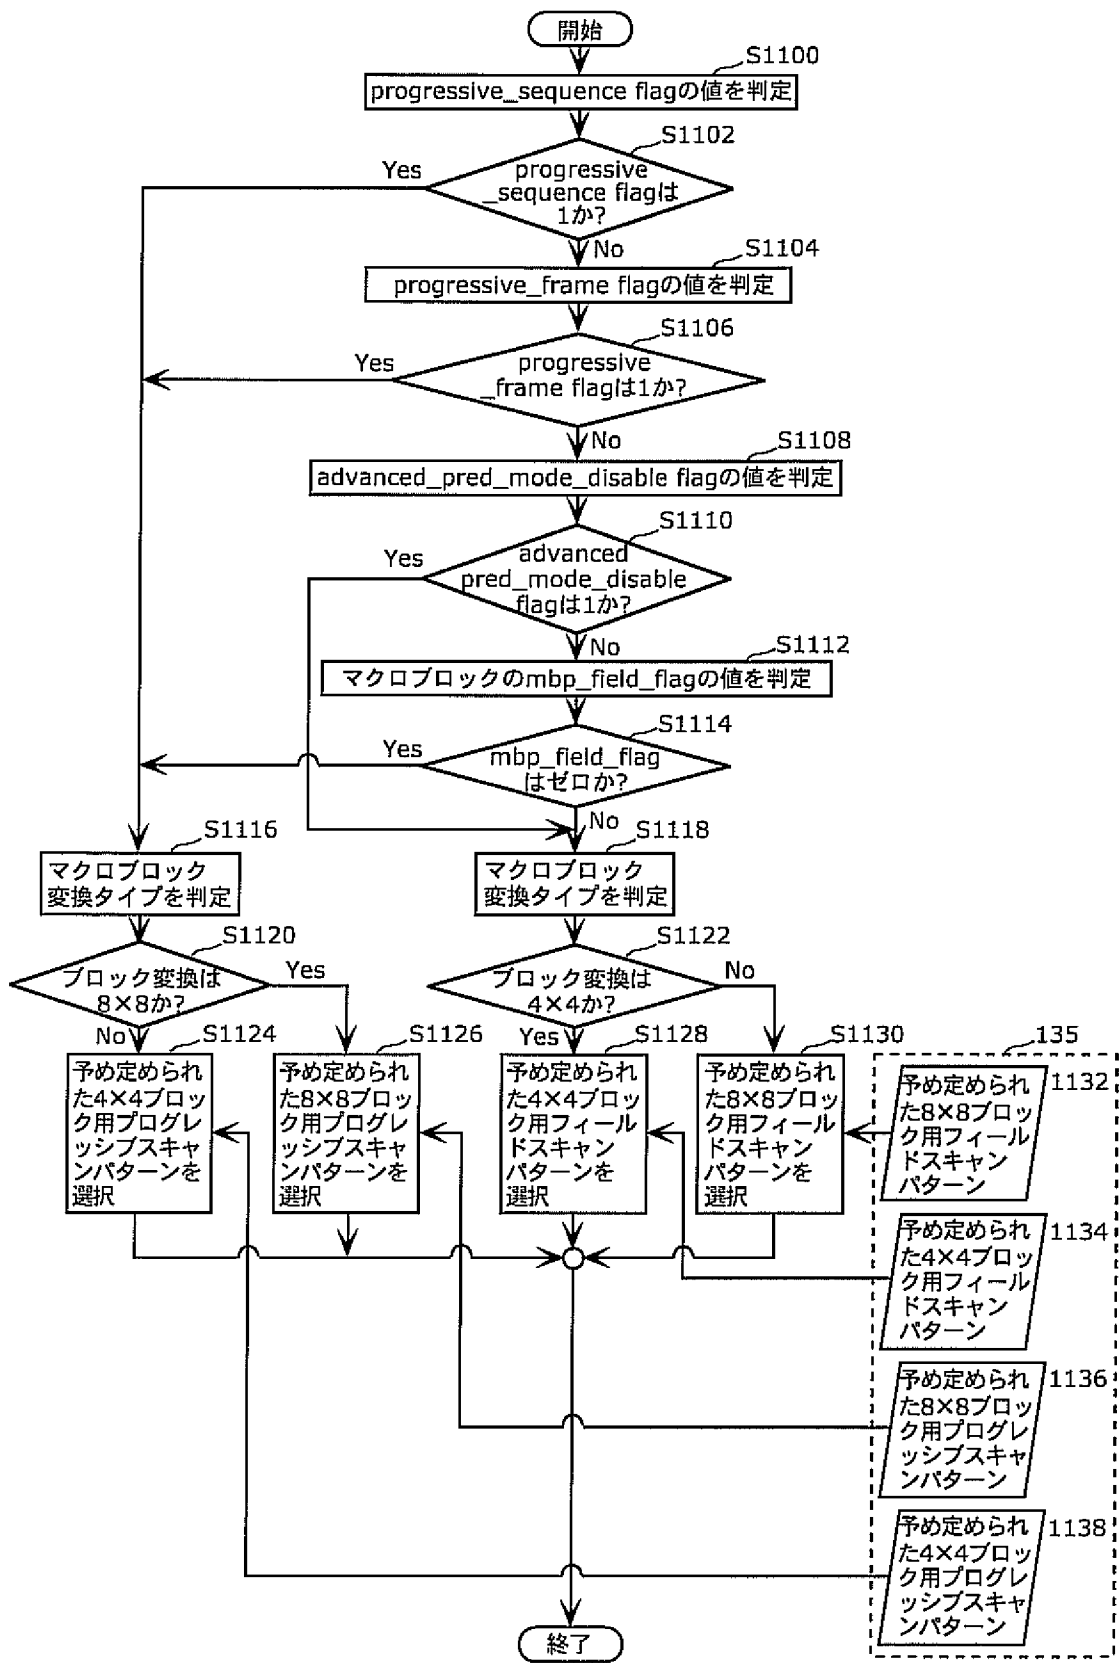 開始
S1100
progressive_sequence flagの値を判定
S1102
Yes
progressive
_sequence flagは
1か?
No
S1104
progressive_frame flagの値を判定
S1106
Yes
progressive
_frame flagは1か?
No
S1108
advanced_pred_mode_disable flagの値を判定
S1110
Yes
advanced
pred_mode_disable
flagは1か?
No
S1112
マクロブロックのmbp_field_flagの値を判定
S1114
Yes
mbp_field_flag
はゼロか?
No
S1116
マクロブロック
変換タイプを判定
S1118
マクロブロック
変換タイプを判定
S1120
ブロック変換は
8×8か?
Yes
No
S1122
ブロック変換は
4×4か?
No
Yes
S1124
予め定められ
た4×4ブロッ
ク用プログレ
ッシブスキャ
ンパターンを
選択
S1126
予め定められ
た8×8ブロッ
ク用プログレ
ッシブスキャ
ンパターンを
選択
S1128
予め定められ
た4×4ブロッ
ク用フィール
ドスキャン
パターンを
選択
S1130
予め定められ
た8×8ブロッ
ク用フィール
ドスキャン
パターンを
選択
135
1132
予め定められ
た8×8ブロッ
ク用フィール
ドスキャン
パターン
1134
予め定められ
た4×4ブロッ
ク用フィール
ドスキャン
パターン
1136
予め定められ
た8×8ブロッ
ク用プログレ
ッシブスキャ
ンパターン
1138
予め定められ
た4×4ブロッ
ク用プログレ
ッシブスキャ
ンパターン
終了